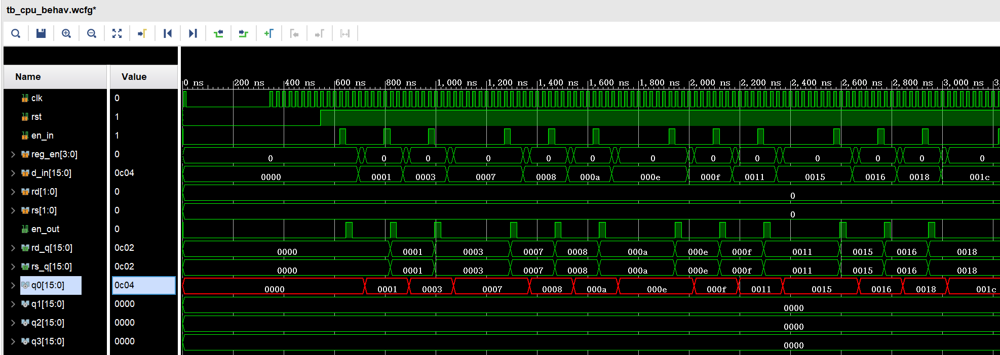 tb_cpu_behav.wcfg*
Name Value
0 ns 200 ns 400 ns 600 ns 800 ns 1,000 ns 1,200 ns 1,400 ns 1,600 ns 1,800 ns 2,000 ns 2,200 ns 2,400 ns 2,600 ns 2,800 ns 3,000 ns
clk 0
rst 1
en_in 1
reg_en[3:0] 0 0 0 0 0 0 0 0 0 0 0 0 0 0
d_in[15:0] 0c04 0000 0001 0003 0007 0008 000a 000e 000f 0011 0015 0016 0018 001c
rd[1:0] 0 0
rs[1:0] 0 0
en_out 0
rd_q[15:0] 0c02 0000 0001 0003 0007 0008 000a 000e 000f 0011 0015 0016 0018
rs_q[15:0] 0c02 0000 0001 0003 0007 0008 000a 000e 000f 0011 0015 0016 0018
q0[15:0] 0c04 0000 0001 0003 0007 0008 000a 000e 000f 0011 0015 0016 0018 001c
q1[15:0] 0000 0000
q2[15:0] 0000 0000
q3[15:0] 0000 0000